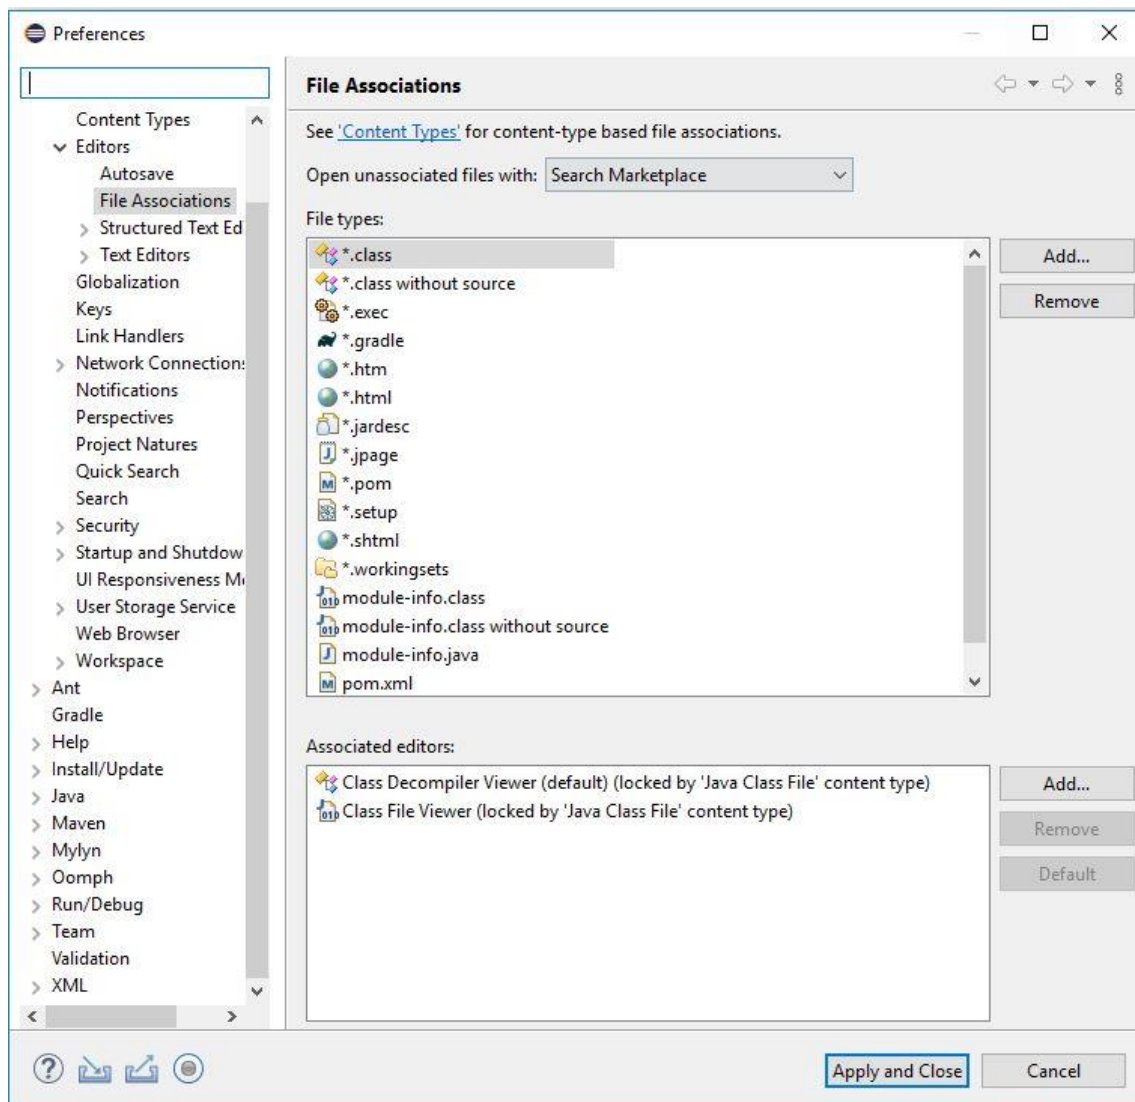 Preferences
Content Types
Editors
Autosave
File Associations
Structured Text Ed
Text Editors
Globalization
Keys
Link Handlers
Network Connections
Notifications
Perspectives
Project Natures
Quick Search
Search
Security
Startup and Shutdow
UI Responsiveness Mo
User Storage Service
Web Browser
Workspace
Ant
Gradle
Help
Install/Update
Java
Maven
Mylyn
Oomph
Run/Debug
Team
Validation
XML
File Associations
See 'Content Types' for content-type based file associations.
Open unassociated files with: Search Marketplace
File types:
*.class
*.class without source
*.exec
*.gradle
*.htm
*.html
*.jardesc
*.jpage
*.pom
*.setup
*.shtml
*.workingsets
module-info.class
module-info.class without source
module-info.java
pom.xml
Add...
Remove
Associated editors:
Class Decompiler Viewer (default) (locked by 'Java Class File' content type)
Class File Viewer (locked by 'Java Class File' content type)
Add...
Remove
Default
Apply and Close
Cancel